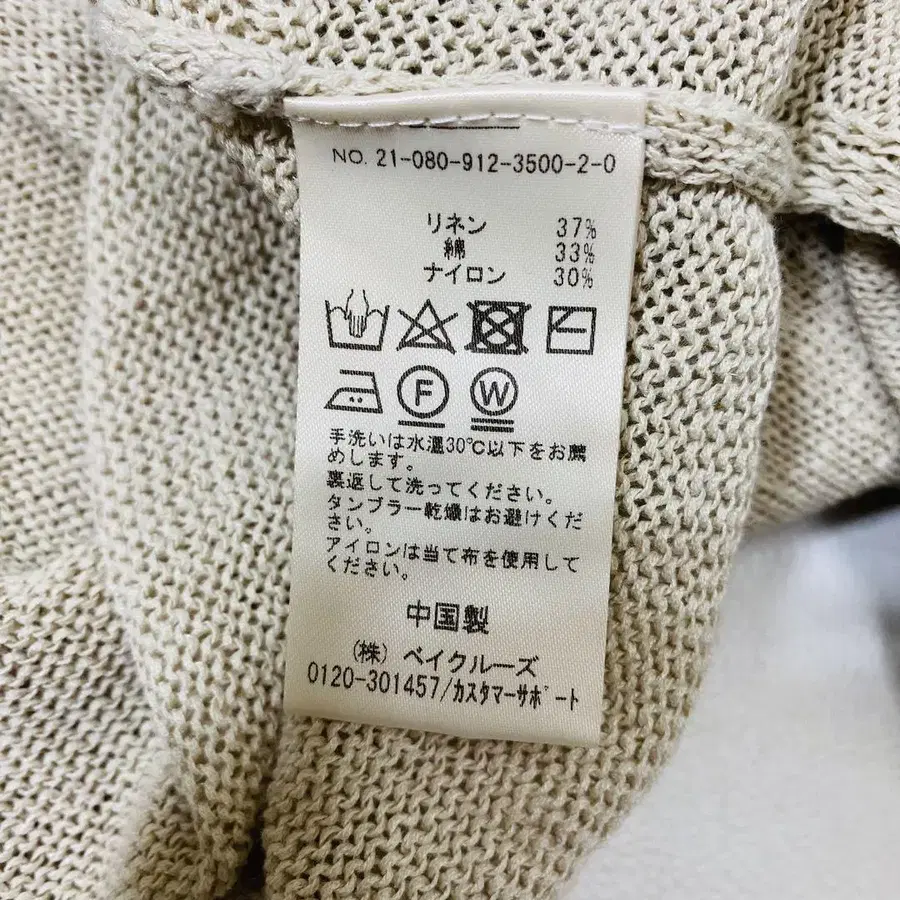 NO. 21-080-912-3500-2-0
リネン 37%
綿 33%
ナイロン 30%
F W
手洗いは水温30℃以下をお薦
めします。
裏返して洗ってください。
タンブラー乾燥はお避けくだ
さい。
アイロンは当て布を使用して
ください。
中国製
(株) ベイクルーズ
0120-301457/カスタマーサポート